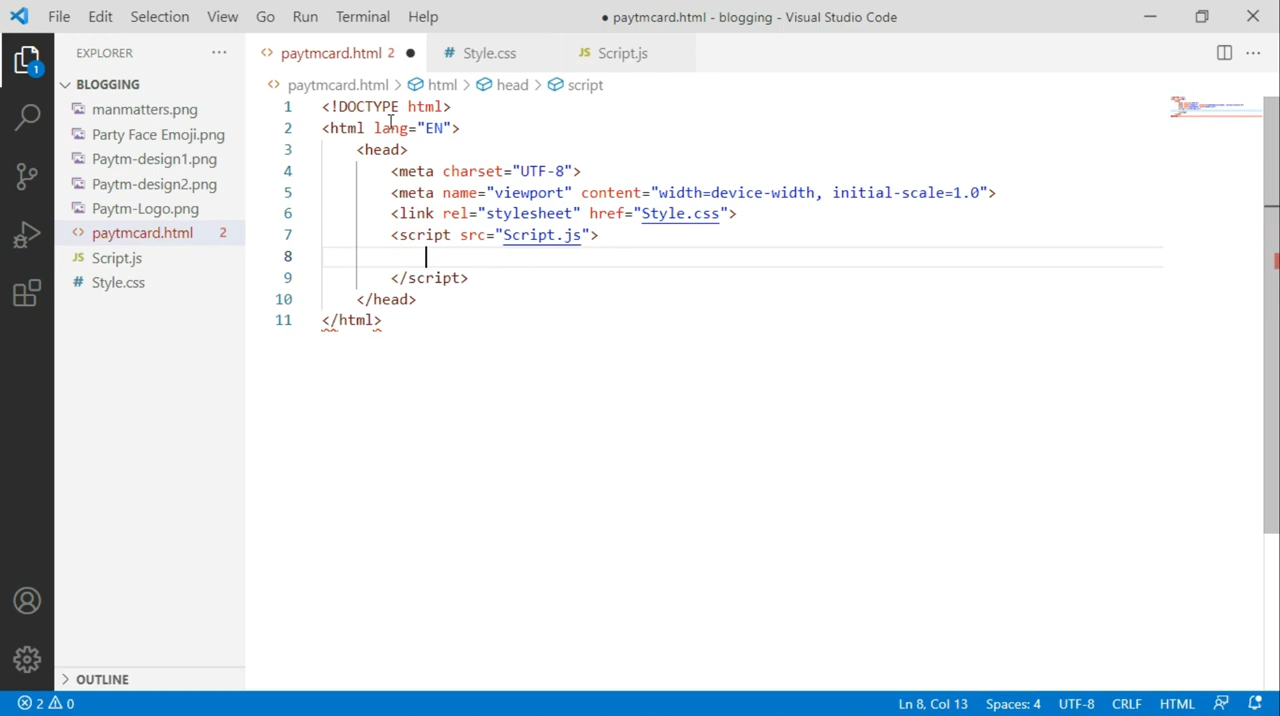 File Edit Selection View Go Run Terminal Help ● paytmcard.html - blogging - Visual Studio Code
EXPLORER ···
paytmcard.html 2 ● # Style.css JS Script.js ···
paytmcard.html > html > head > script
1
BLOGGING
manmatters.png
Party Face Emoji.png
Paytm-design1.png
Paytm-design2.png
Paytm-Logo.png
<> paytmcard.html 2
JS Script.js
# Style.css
OUTLINE
1 <!DOCTYPE html>
2 <html lang="EN">
3 <head>
4 <meta charset="UTF-8">
5 <meta name="viewport" content="width=device-width, initial-scale=1.0">
6 <link rel="stylesheet" href="Style.css">
7 <script src="Script.js">
8
9 </script>
10 </head>
11 </html>
2 0 Ln 8, Col 13 Spaces: 4 UTF-8 CRLF HTML